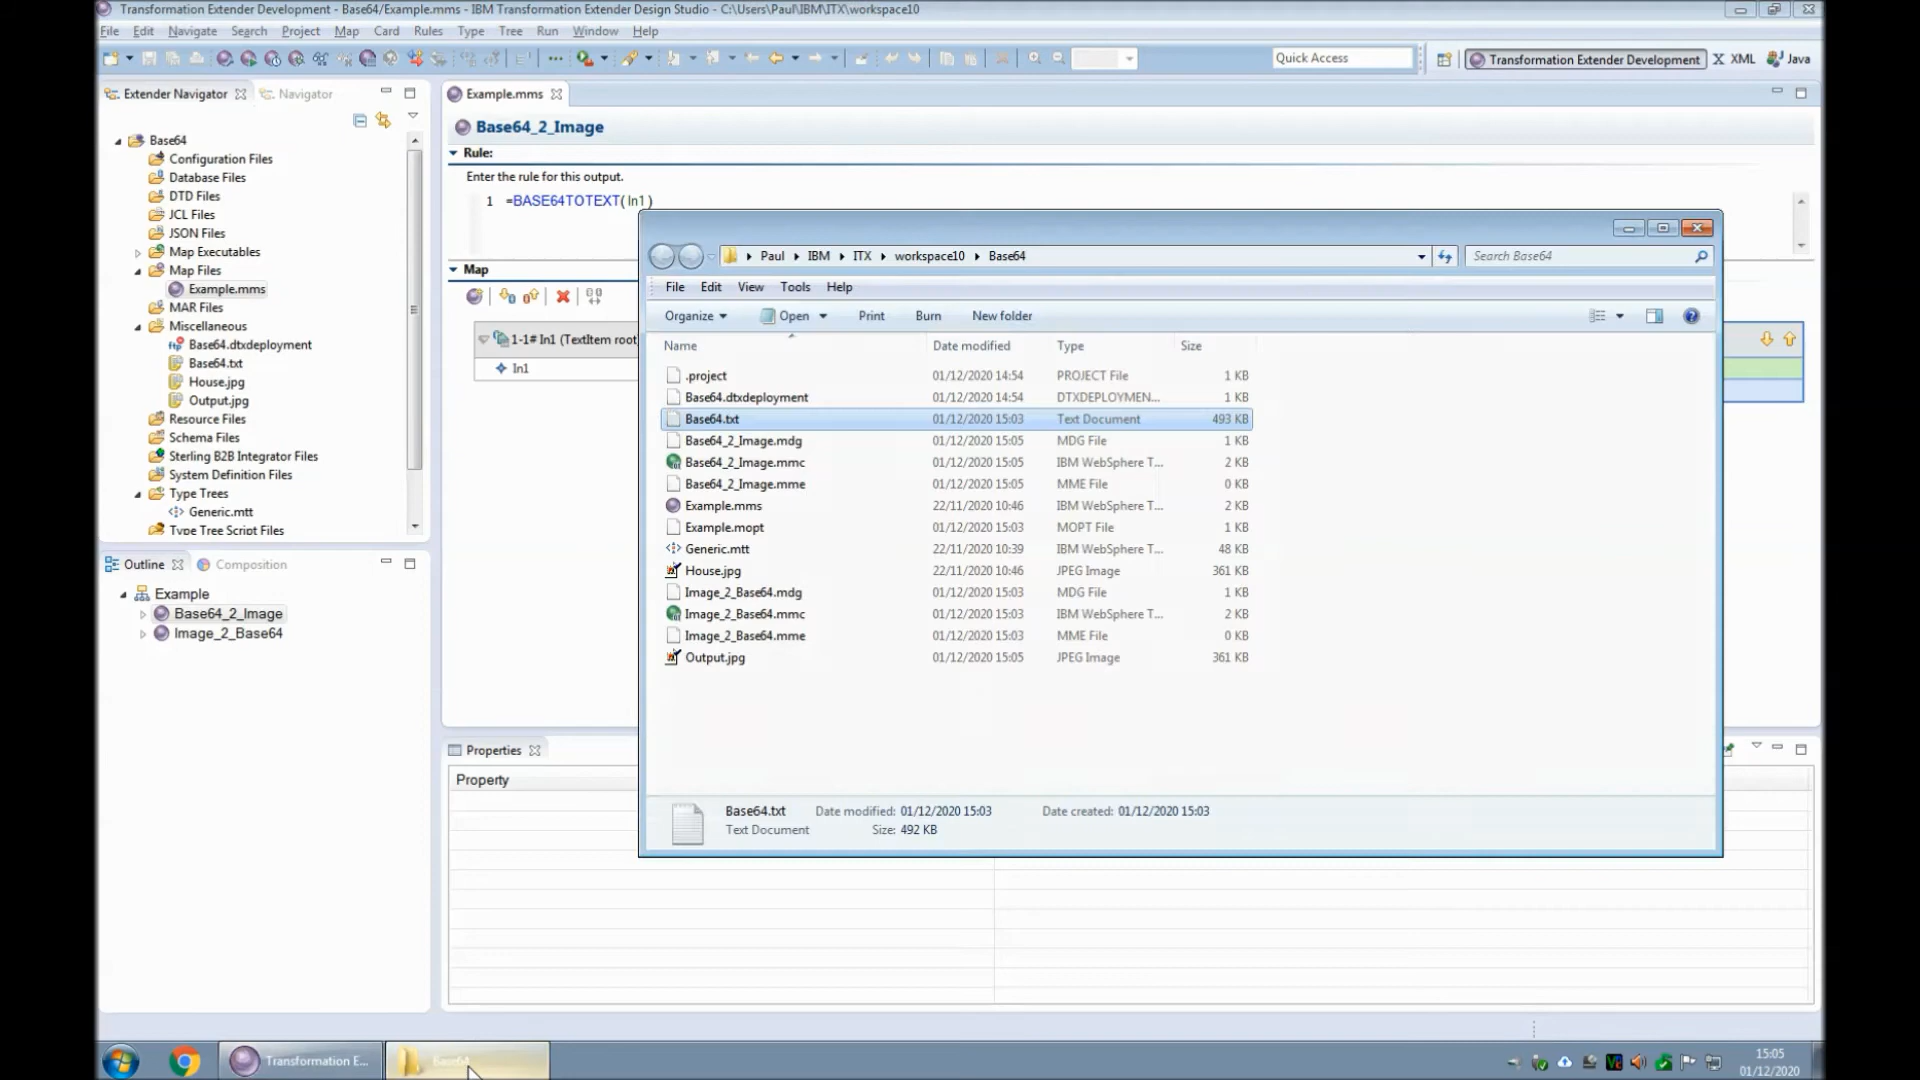 Transformation Extender Development - Base64/Example.mms - IBM Transformation Extender Design Studio - C:\Users\Paul\IBM\ITX\workspace10
File Edit Navigate Search Project Map Card Rules Type Tree Run Window Help
Quick Access
Transformation Extender Development
XML
Java
Extender Navigator
Navigator
Base64
Configuration Files
Database Files
DTD Files
JCL Files
JSON Files
Map Executables
Map Files
Example.mms
MAR Files
Miscellaneous
Base64.dtxdeployment
Base64.txt
House.jpg
Output.jpg
Resource Files
Schema Files
Sterling B2B Integrator Files
System Definition Files
Type Trees
Generic.mtt
Type Tree Script Files
Outline
Composition
Example
Base64_2_Image
Image_2_Base64
Example.mms
Base64_2_Image
Rule:
Enter the rule for this output.
1 =BASE64TOTEXT(In1)
Map
1-1# In1 (TextItem root
In1
Properties
Property
Paul IBM ITX workspace10 Base64
Search Base64
File Edit View Tools Help
Organize Open Print Burn New folder
Name Date modified Type Size
.project 01/12/2020 14:54 PROJECT File 1 KB
Base64.dtxdeployment 01/12/2020 14:54 DTXDEPLOYMEN... 1 KB
Base64.txt 01/12/2020 15:03 Text Document 493 KB
Base64_2_Image.mdg 01/12/2020 15:05 MDG File 1 KB
Base64_2_Image.mmc 01/12/2020 15:05 IBM WebSphere T... 2 KB
Base64_2_Image.mme 01/12/2020 15:05 MME File 0 KB
Example.mms 22/11/2020 10:46 IBM WebSphere T... 2 KB
Example.mopt 01/12/2020 15:03 MOPT File 1 KB
Generic.mtt 22/11/2020 10:39 IBM WebSphere T... 48 KB
House.jpg 22/11/2020 10:46 JPEG Image 361 KB
Image_2_Base64.mdg 01/12/2020 15:03 MDG File 1 KB
Image_2_Base64.mmc 01/12/2020 15:03 IBM WebSphere T... 2 KB
Image_2_Base64.mme 01/12/2020 15:03 MME File 0 KB
Output.jpg 01/12/2020 15:05 JPEG Image 361 KB
Base64.txt Date modified: 01/12/2020 15:03 Date created: 01/12/2020 15:03
Text Document Size: 492 KB
Transformation E...
Base64
15:05
01/12/2020